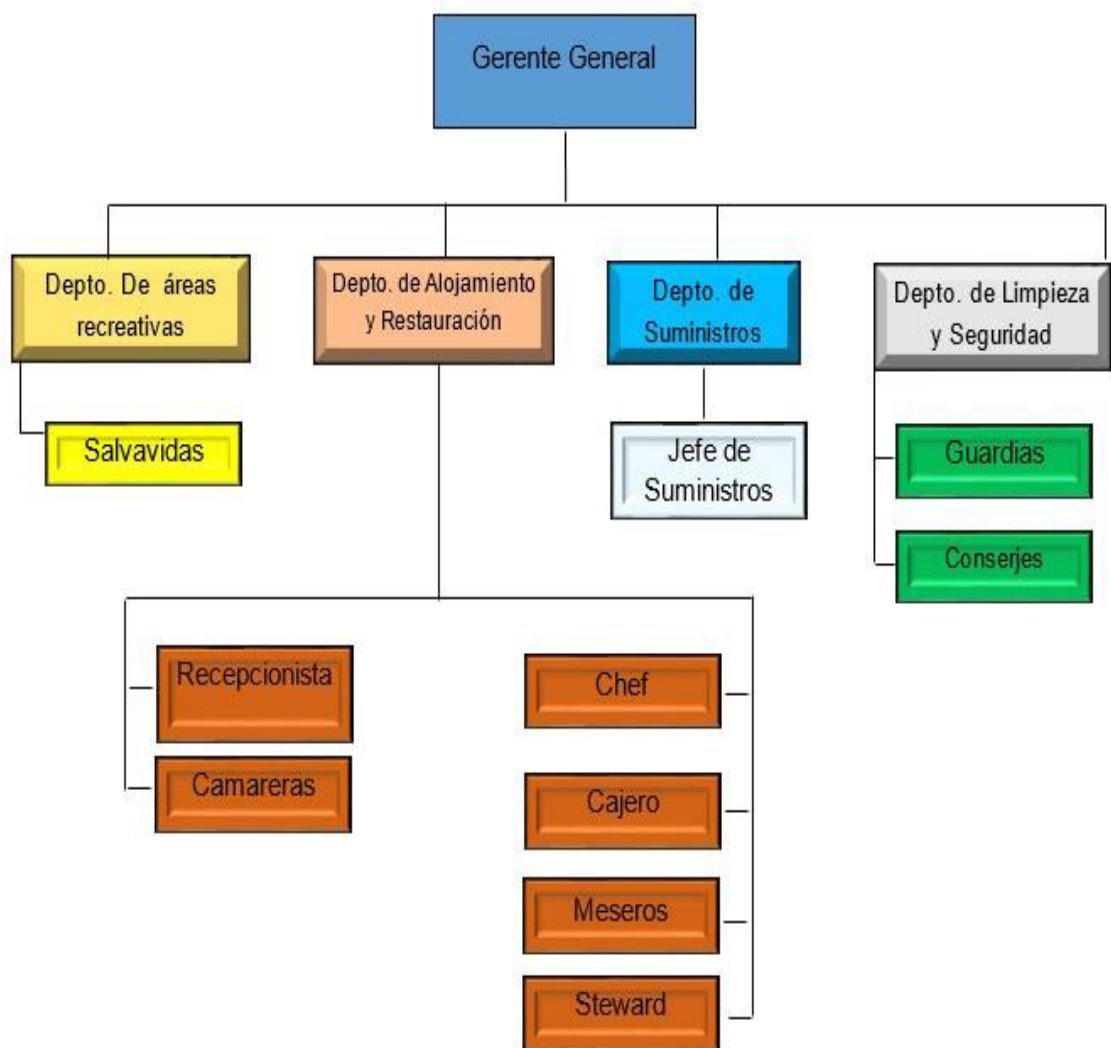 Gerente General
Depto. De áreas
recreativas
Depto. de Alojamiento
y Restauración
Depto. de
Suministros
Depto. de Limpieza
y Seguridad
Salvavidas
Jefe de
Suministros
Guardias
Conserjes
Recepcionista
Camareras
Chef
Cajero
Meseros
Steward